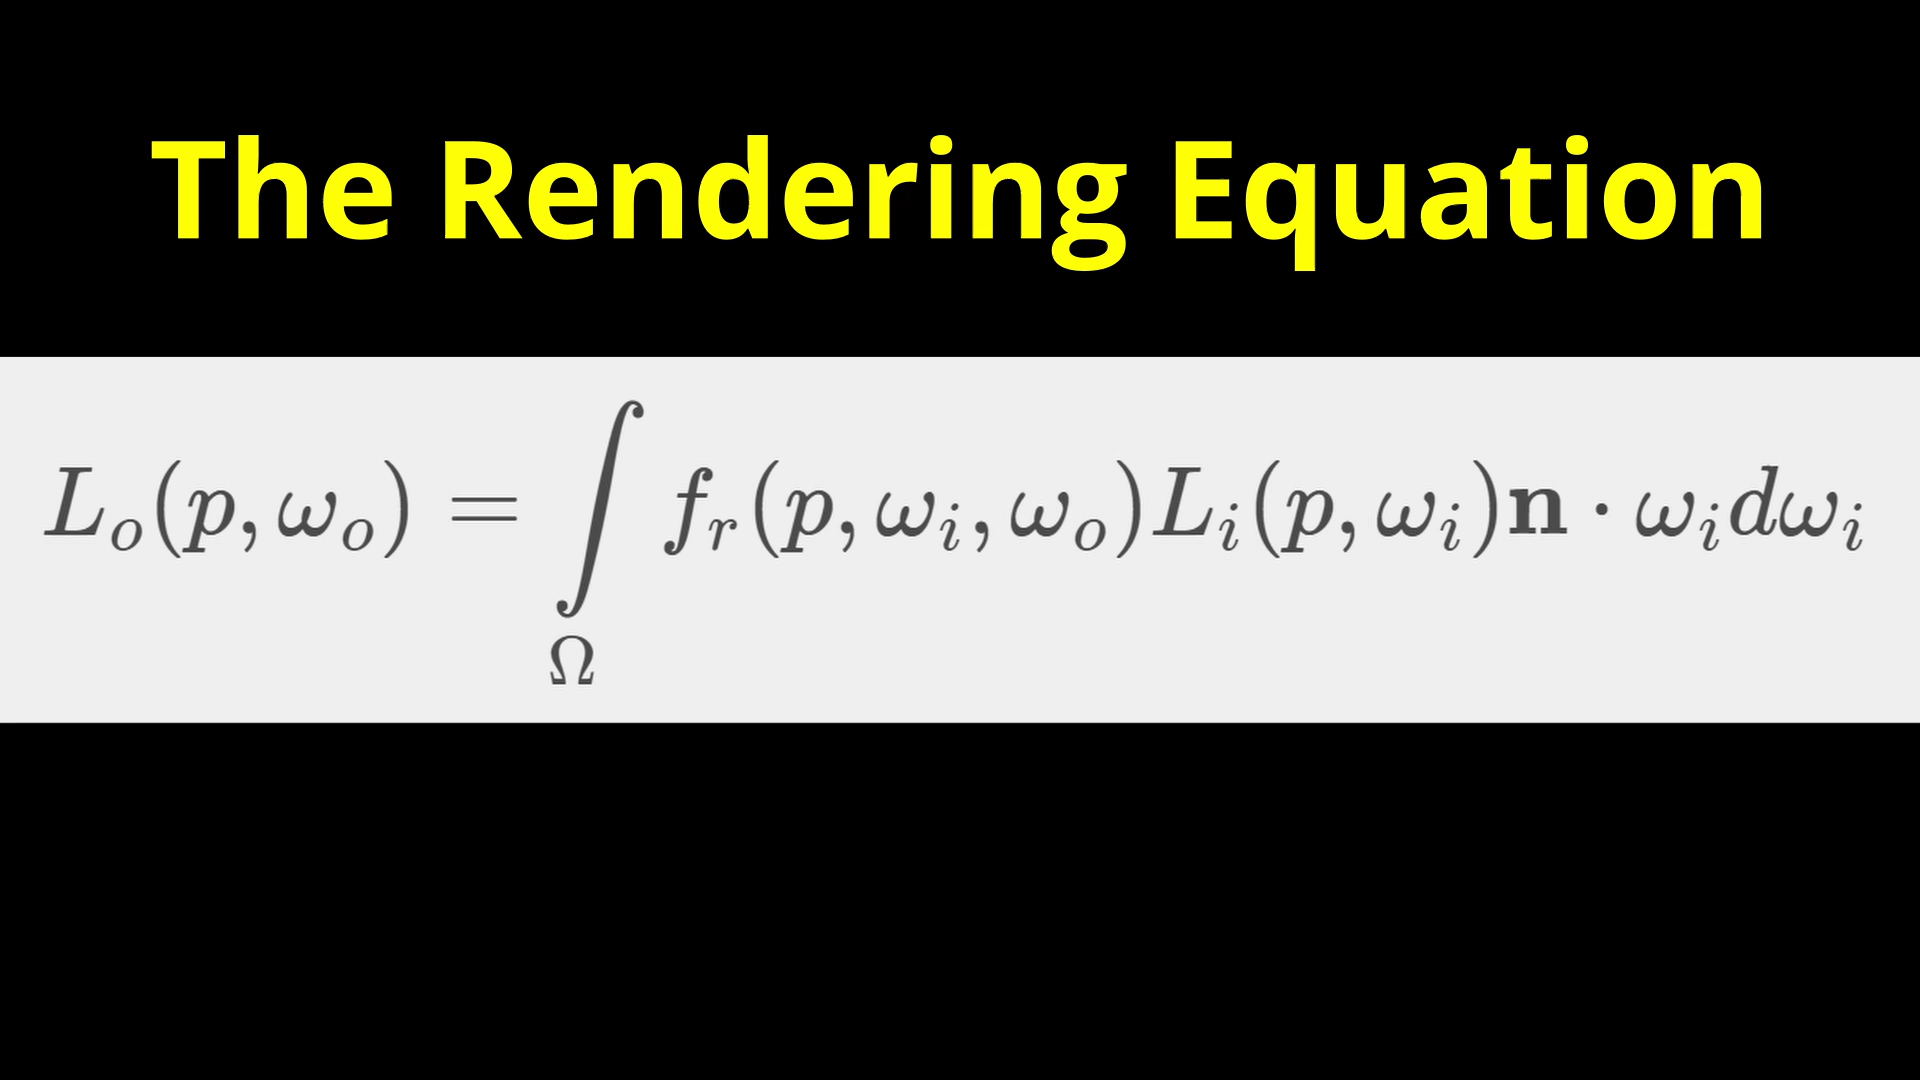 The Rendering Equation
L_o(p, ω_o) = ∫_Ω f_r(p, ω_i, ω_o)L_i(p, ω_i)𝐧 · ω_i dω_i